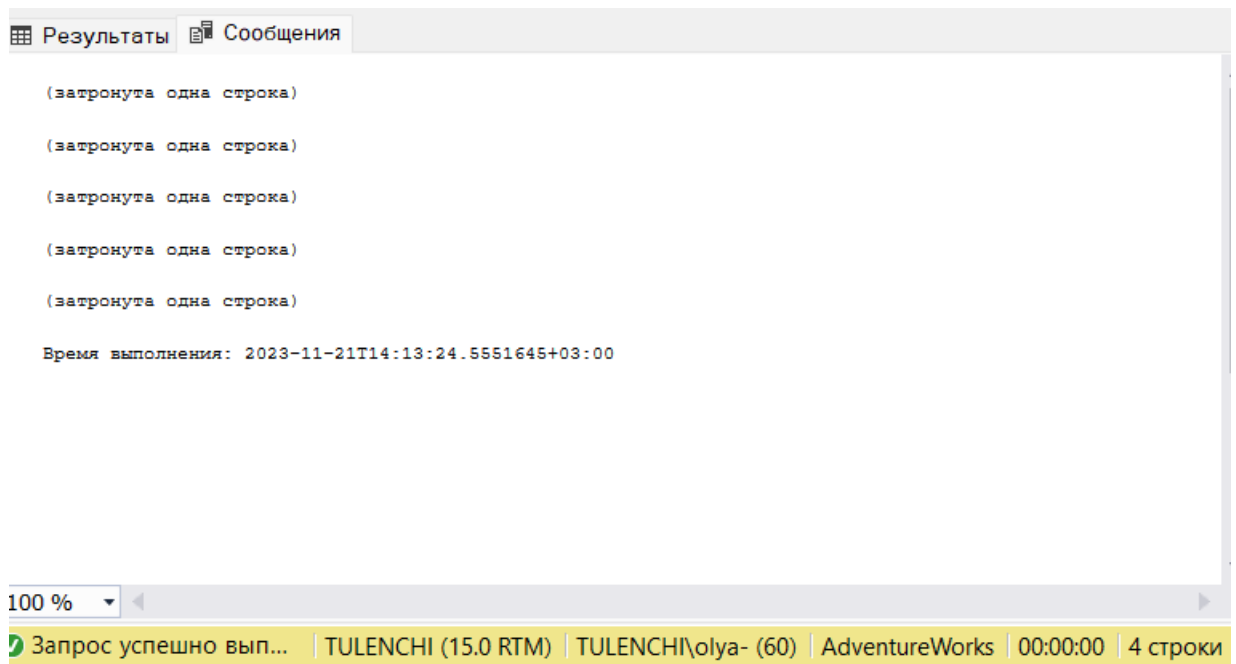 Результаты Сообщения
(затронута одна строка)
(затронута одна строка)
(затронута одна строка)
(затронута одна строка)
(затронута одна строка)
Время выполнения: 2023-11-21T14:13:24.5551645+03:00
100 %
Запрос успешно вып... TULENCHI (15.0 RTM) TULENCHI\olya- (60) AdventureWorks 00:00:00 4 строки